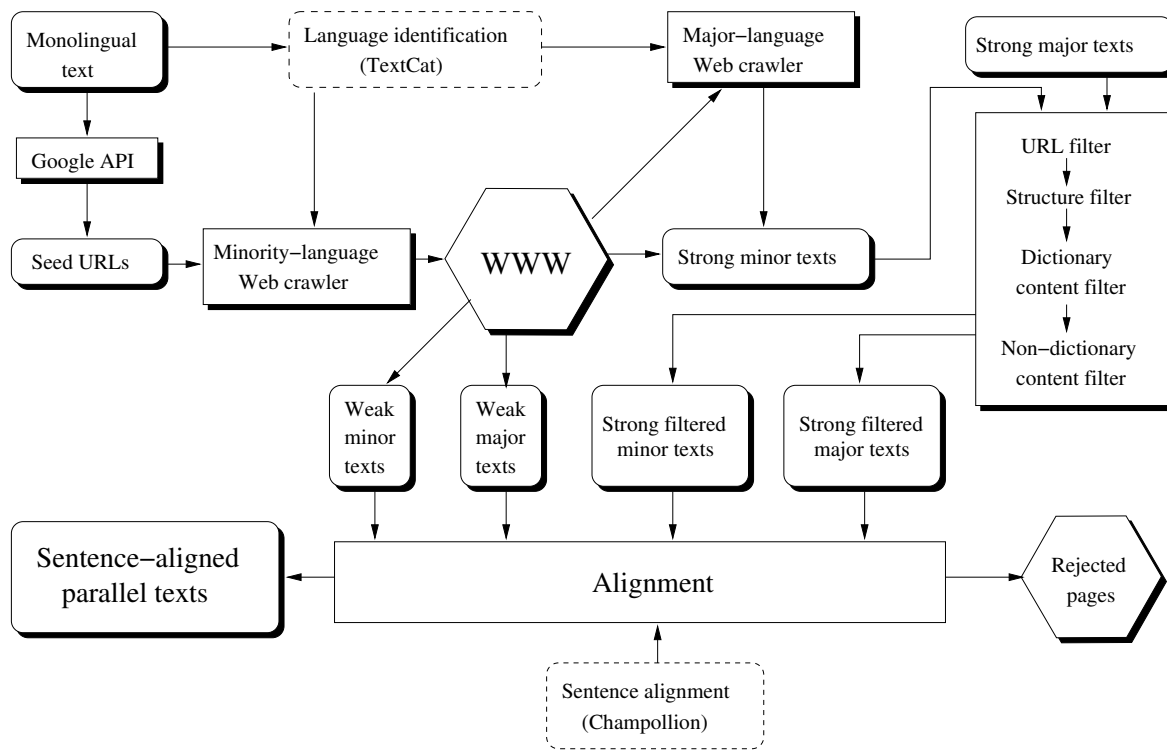 Monolingual
text
Language identification
(TextCat)
Major−language
Web crawler
Strong major texts
Google API
URL filter
Structure filter
Dictionary
content filter
Non−dictionary
content filter
Seed URLs
Minority−language
Web crawler
WWW
Strong minor texts
Weak
minor
texts
Weak
major
texts
Strong filtered
minor texts
Strong filtered
major texts
Sentence−aligned
parallel texts
Alignment
Rejected
pages
Sentence alignment
(Champollion)